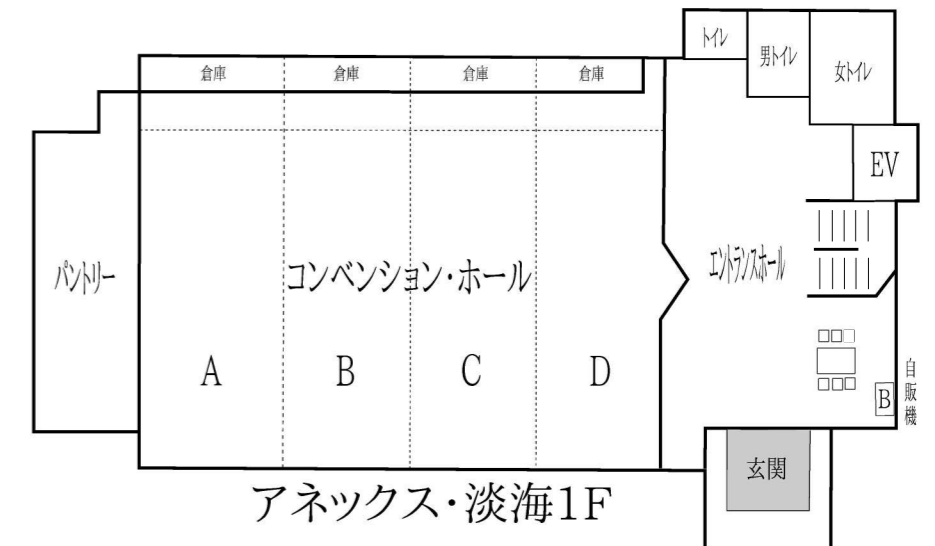 トイレ
男トイレ
女トイレ
倉庫
倉庫
倉庫
倉庫
EV
パントリー
コンベンション・ホール
エントランスホール
A
B
C
D
自販機
B
玄関
アネックス・淡海1F